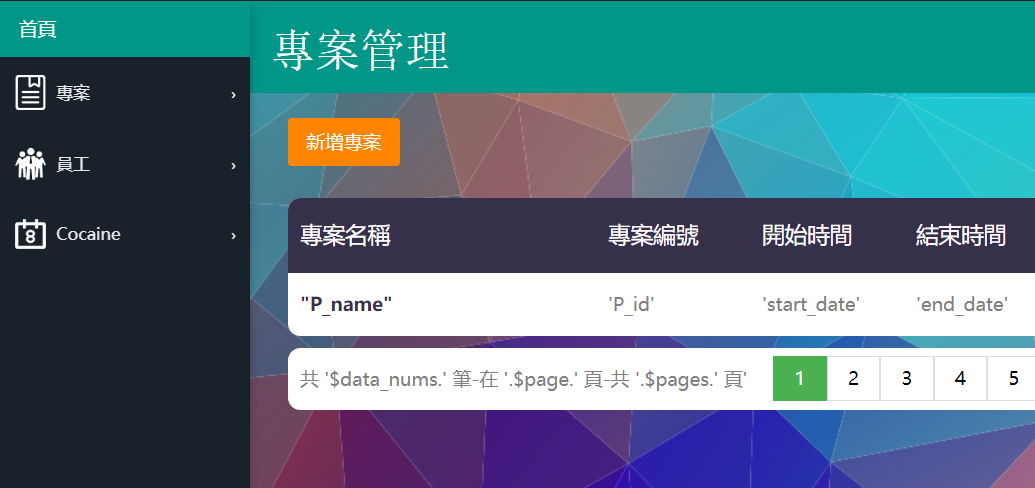 首頁
專案管理
專案 ›
員工 ›
Cocaine ›
8
新增專案
專案名稱 專案編號 開始時間 結束時間
"P_name" 'P_id' 'start_date' 'end_date'
共 '$data_nums.' 筆-在 '.$page.' 頁-共 '.$pages.' 頁' 1 2 3 4 5